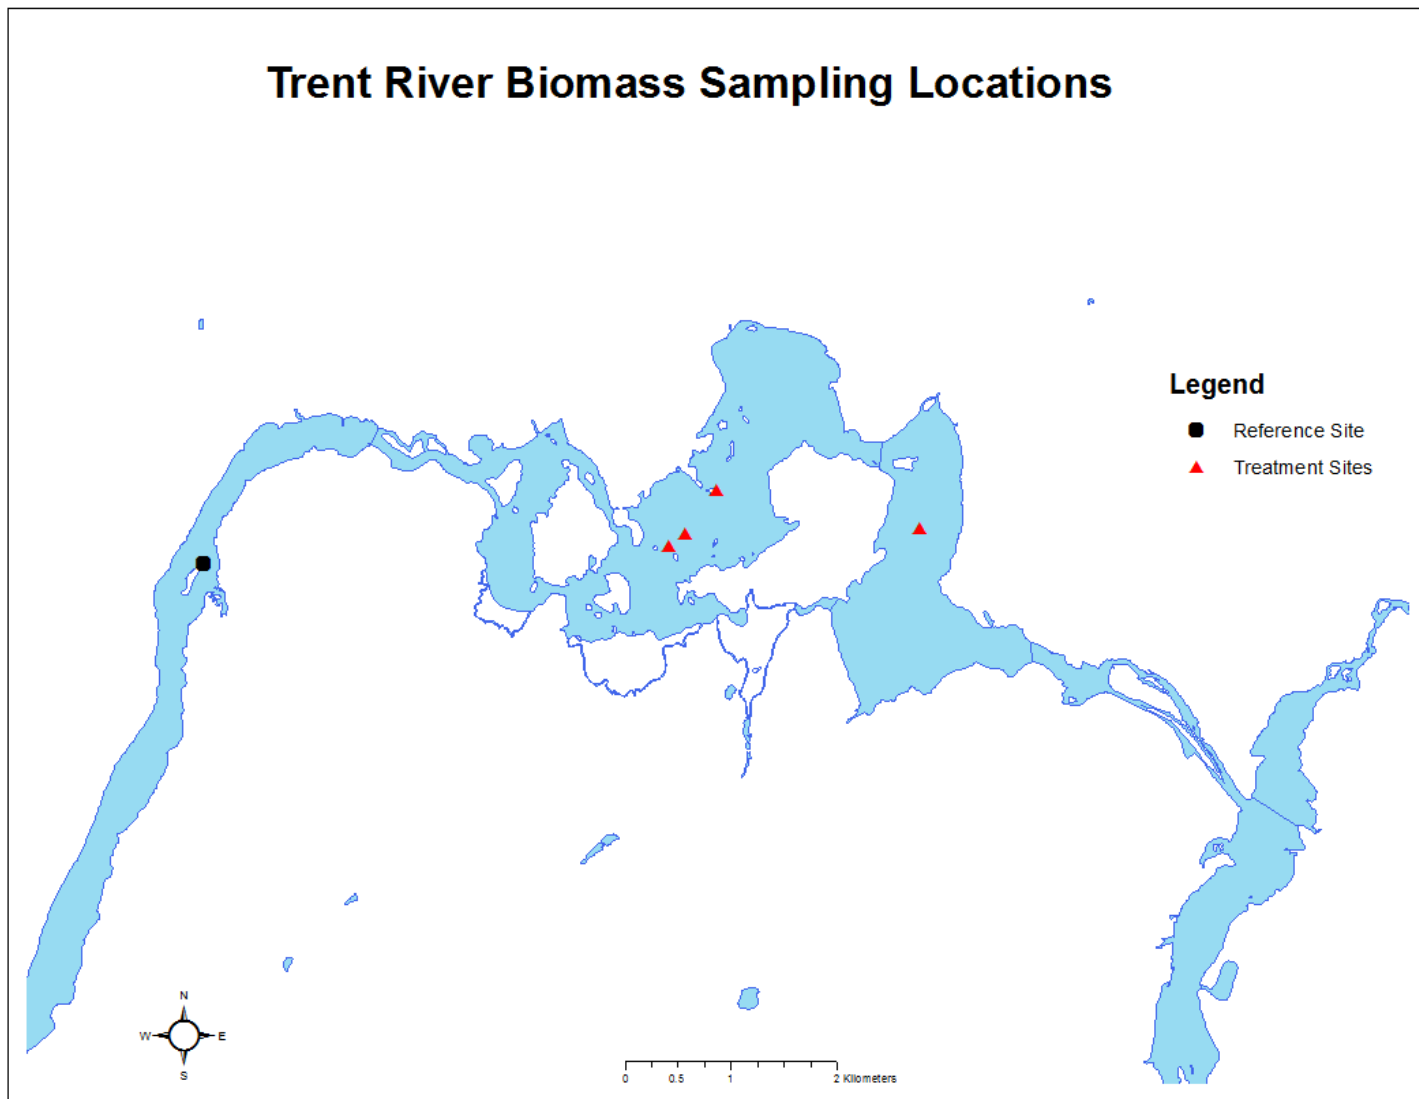 Trent River Biomass Sampling Locations
Legend
Reference Site
Treatment Sites
N
W E
S
0 0.5 1 2 Kilometers